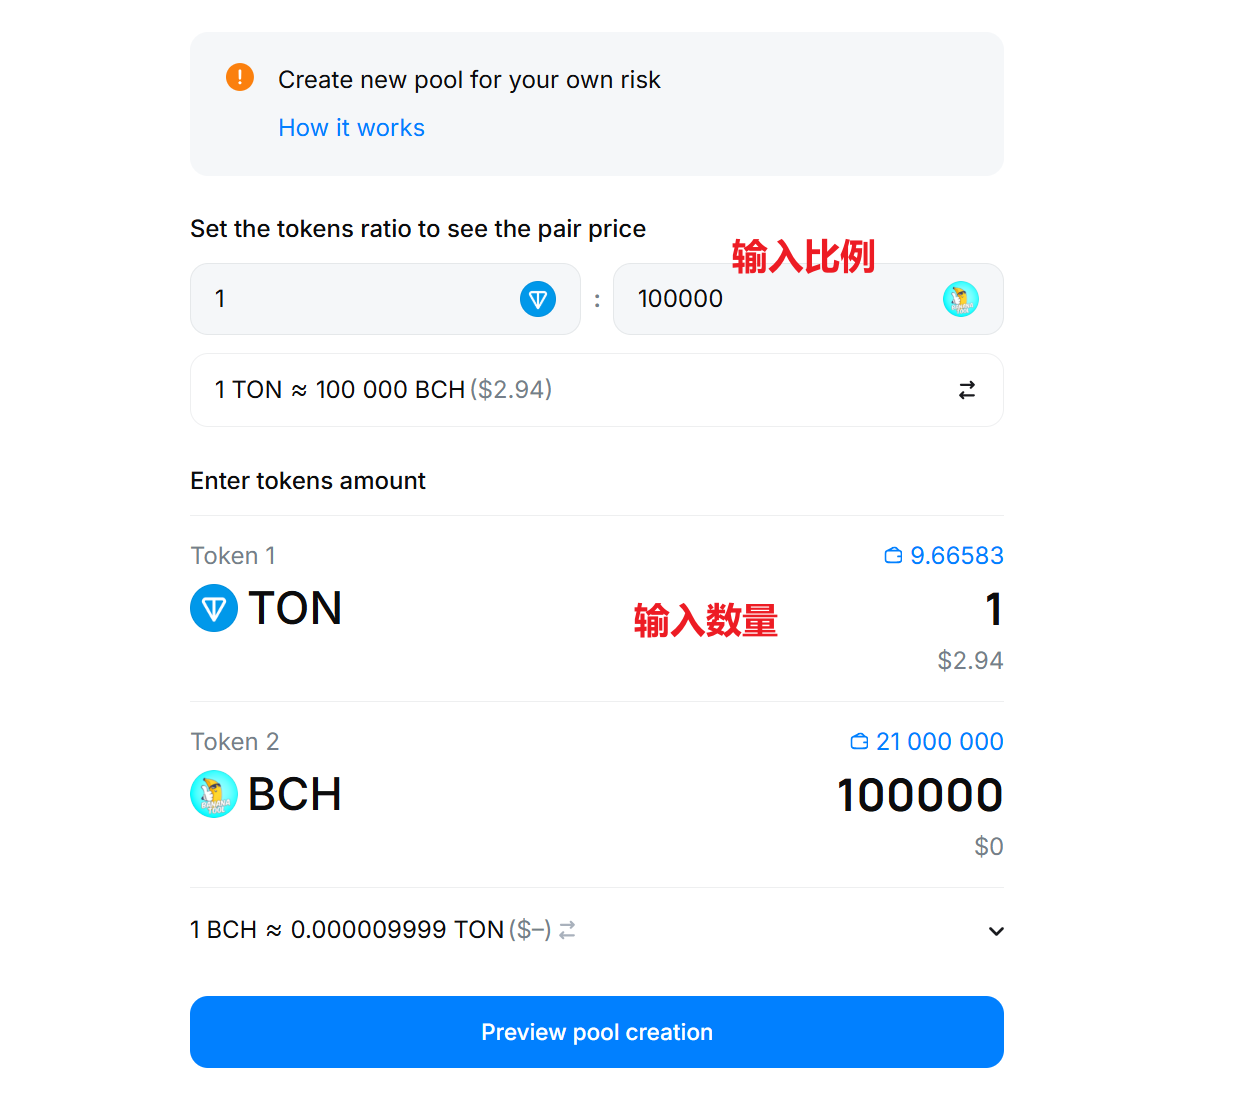 Create new pool for your own risk
How it works
Set the tokens ratio to see the pair price
输入比例
1 : 100000
1 TON ≈ 100 000 BCH ($2.94)
Enter tokens amount
Token 1 9.66583
TON 输入数量 1
$2.94
Token 2 21 000 000
BCH 100000
BANANA
TOOL
$0
1 BCH ≈ 0.000009999 TON ($–)
Preview pool creation